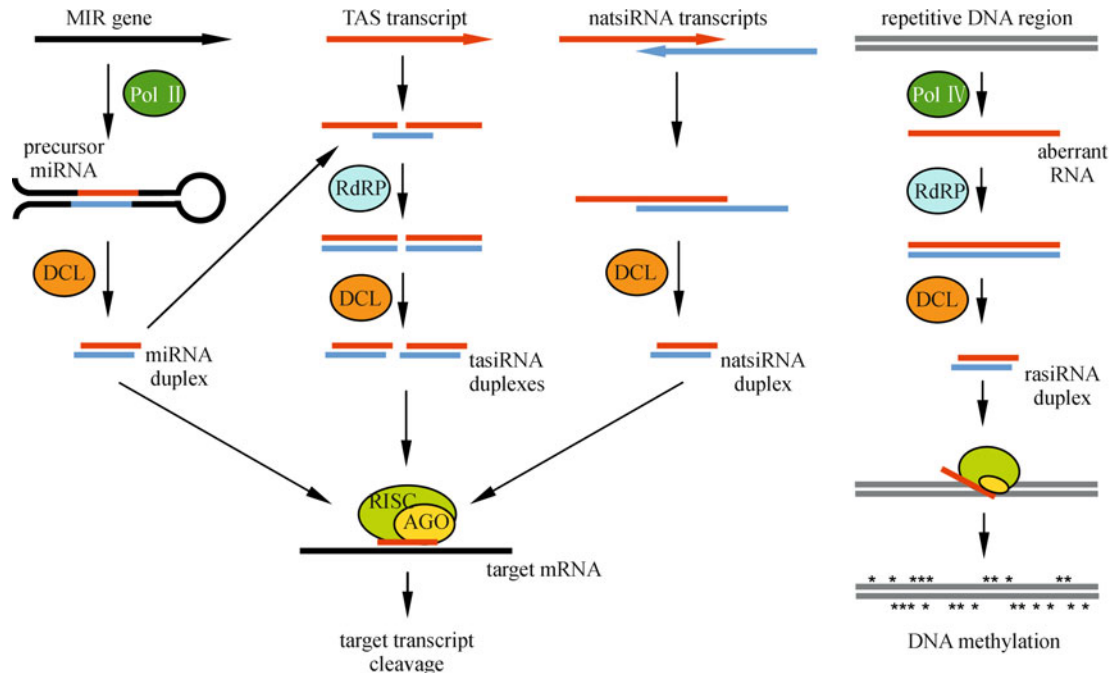 MIR gene
Pol II
precursor
miRNA
DCL
miRNA
duplex
TAS transcript
RdRP
DCL
tasiRNA
duplexes
natsiRNA transcripts
DCL
natsiRNA
duplex
RISC
AGO
target mRNA
target transcript
cleavage
repetitive DNA region
Pol IV
aberrant
RNA
RdRP
DCL
rasiRNA
duplex
* * *** ** * **
*** * ** * ** * * * *
DNA methylation